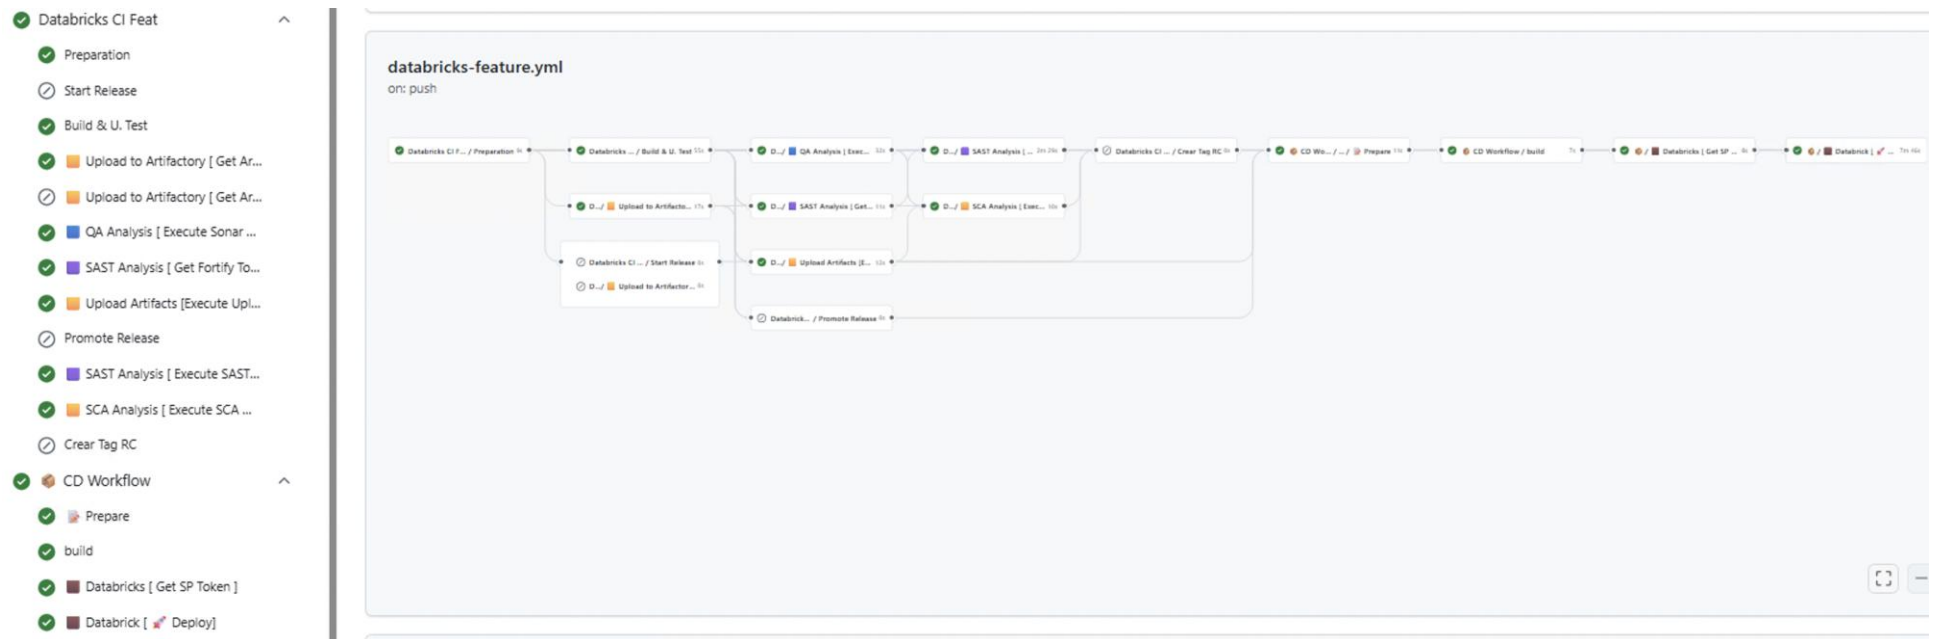 Databricks CI Feat
Preparation
Start Release
Build & U. Test
Upload to Artifactory [ Get Ar...
Upload to Artifactory [ Get Ar...
QA Analysis [ Execute Sonar ...
SAST Analysis [ Get Fortify To...
Upload Artifacts [Execute Upl...
Promote Release
SAST Analysis [ Execute SAST...
SCA Analysis [ Execute SCA ...
Crear Tag RC
CD Workflow
Prepare
build
Databricks [ Get SP Token ]
Databrick [ 🚀 Deploy]
databricks-feature.yml
on: push
Databricks CI F... / Preparation
Databricks ... / Build & U. Test
D.../ QA Analysis [ Exec...
D.../ SAST Analysis [ ...
Databricks CI ... / Crear Tag RC
CD Wo... / .../ Prepare
CD Workflow / build
/ Databricks [ Get SP ...
/ Databrick [ 🚀 ...
D.../ Upload to Artifacto...
D.../ SAST Analysis [ Get...
D.../ SCA Analysis [ Exec...
Databricks CI ... / Start Release
D.../ Upload Artifacts [E...
D.../ Upload to Artifactor...
Databrick... / Promote Release